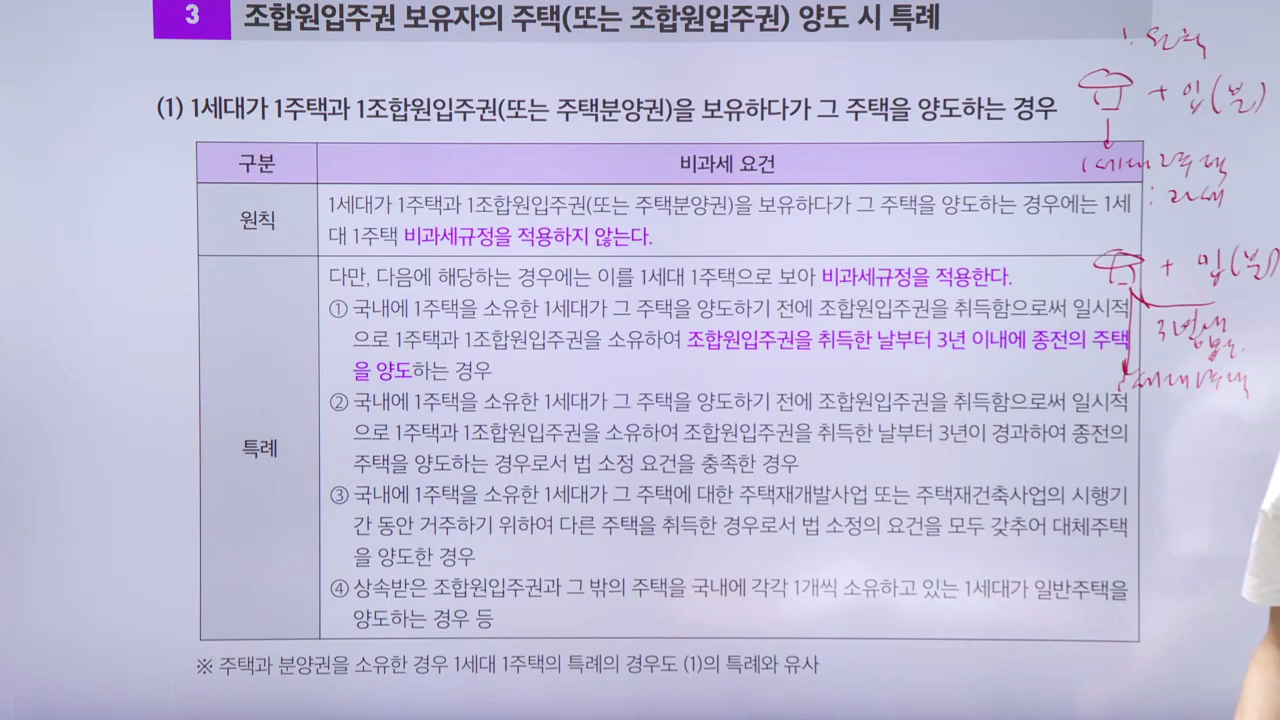 3 조합원입주권 보유자의 주택(또는 조합원입주권) 양도 시 특례
(1) 1세대가 1주택과 1조합원입주권(또는 주택분양권)을 보유하다가 그 주택을 양도하는 경우
구분 비과세 요건
원칙
1세대가 1주택과 1조합원입주권(또는 주택분양권)을 보유하다가 그 주택을 양도하는 경우에는 1세
대 1주택 비과세규정을 적용하지 않는다.
특례
다만, 다음에 해당하는 경우에는 이를 1세대 1주택으로 보아 비과세규정을 적용한다.
① 국내에 1주택을 소유한 1세대가 그 주택을 양도하기 전에 조합원입주권을 취득함으로써 일시적
으로 1주택과 1조합원입주권을 소유하여 조합원입주권을 취득한 날부터 3년 이내에 종전의 주택
을 양도하는 경우
② 국내에 1주택을 소유한 1세대가 그 주택을 양도하기 전에 조합원입주권을 취득함으로써 일시적
으로 1주택과 1조합원입주권을 소유하여 조합원입주권을 취득한 날부터 3년이 경과하여 종전의
주택을 양도하는 경우로서 법 소정 요건을 충족한 경우
③ 국내에 1주택을 소유한 1세대가 그 주택에 대한 주택재개발사업 또는 주택재건축사업의 시행기
간 동안 거주하기 위하여 다른 주택을 취득한 경우로서 법 소정의 요건을 모두 갖추어 대체주택
을 양도한 경우
④ 상속받은 조합원입주권과 그 밖의 주택을 국내에 각각 1개씩 소유하고 있는 1세대가 일반주택을
양도하는 경우 등
※ 주택과 분양권을 소유한 경우 1세대 1주택의 특례의 경우도 (1)의 특례와 유사
1. 원칙
+ 입(분)
1세대2주택
: 과세
+ 입(분)
3년내
1세대1주택